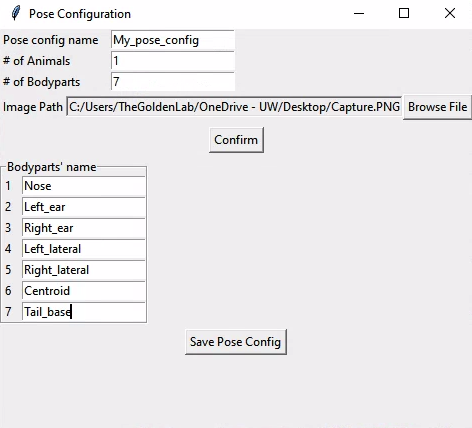 Pose Configuration
Pose config name My_pose_config
# of Animals 1
# of Bodyparts 7
Image Path C:/Users/TheGoldenLab/OneDrive - UW/Desktop/Capture.PNG Browse File
Confirm
Bodyparts' name
1 Nose
2 Left_ear
3 Right_ear
4 Left_lateral
5 Right_lateral
6 Centroid
7 Tail_base
Save Pose Config